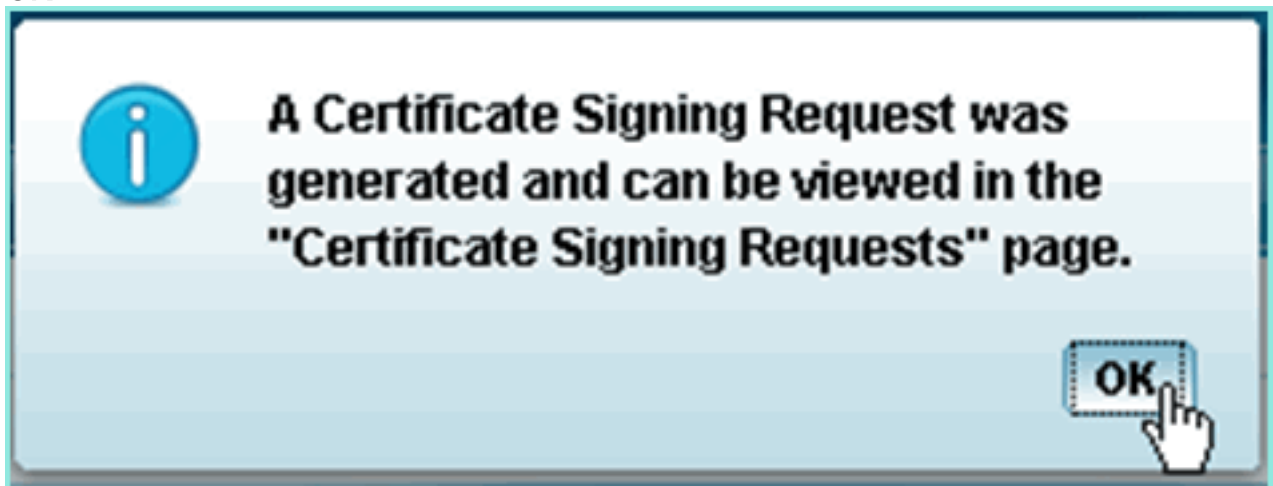 A Certificate Signing Request was
generated and can be viewed in the
"Certificate Signing Requests" page.
OK